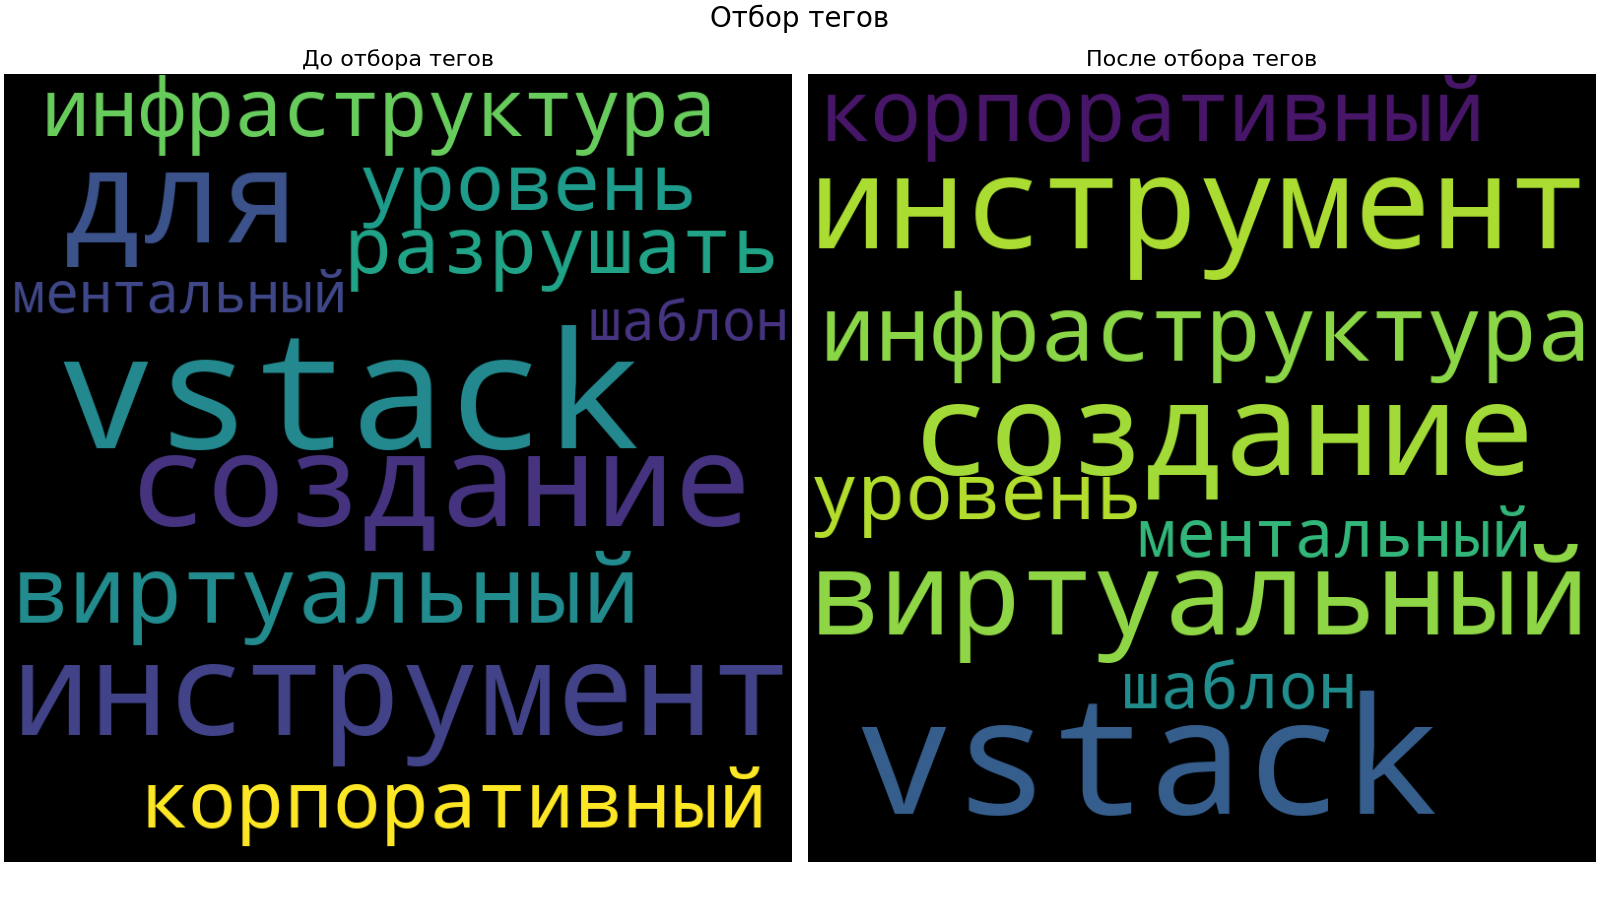 Отбор тегов
До отбора тегов
инфраструктура
для
уровень
разрушать
ментальный
шаблон
vstack
создание
виртуальный
инструмент
корпоративный
После отбора тегов
корпоративный
инструмент
инфраструктура
создание
уровень
ментальный
виртуальный
шаблон
vstack